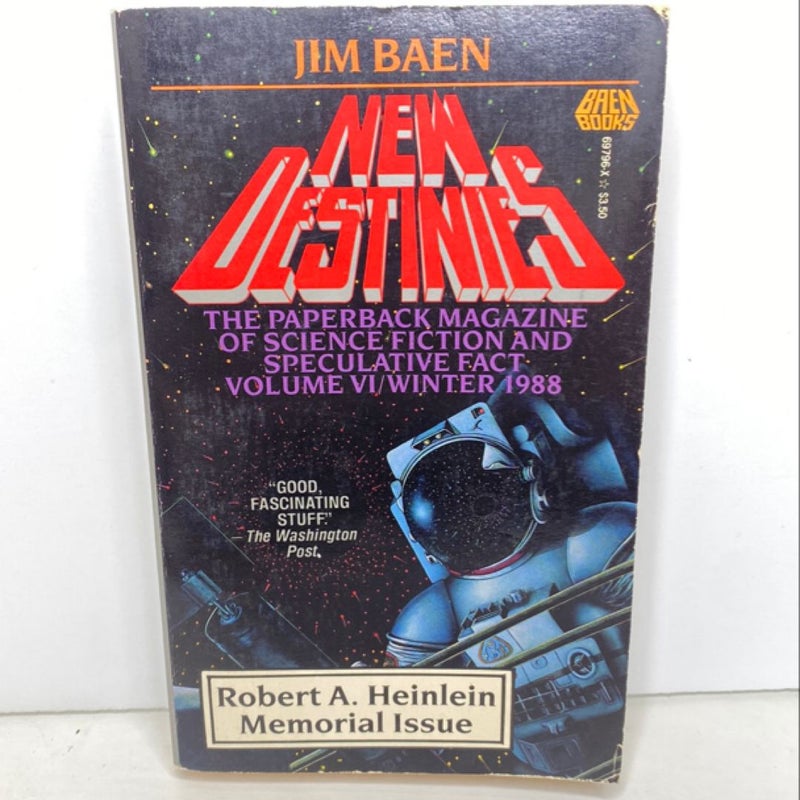 JIM BAEN
BAEN
BOOKS
69796-X ☆ $3.50
NEW
DESTINIES
THE PAPERBACK MAGAZINE
OF SCIENCE FICTION AND
SPECULATIVE FACT
VOLUME VI/WINTER 1988
"GOOD,
FASCINATING
STUFF."
— The Washington
Post.
Robert A. Heinlein
Memorial Issue